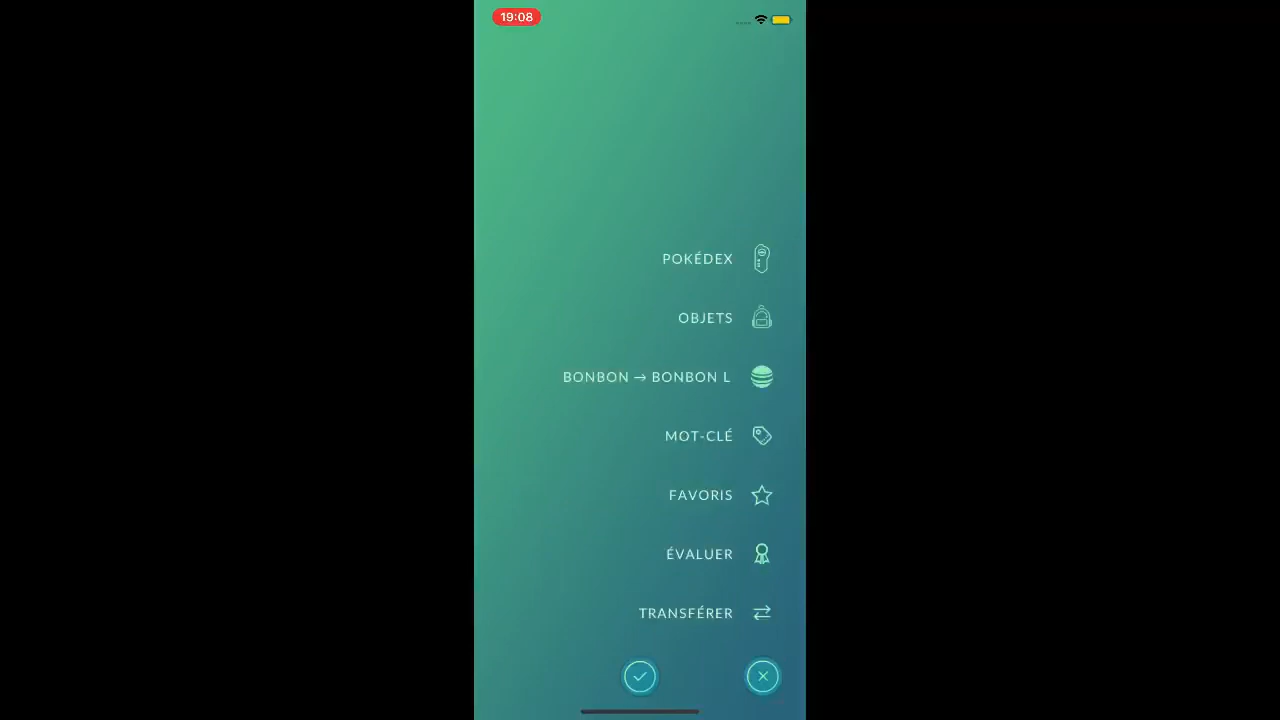 19:08
POKÉDEX
OBJETS
BONBON → BONBON L
MOT-CLÉ
FAVORIS
ÉVALUER
TRANSFÉRER